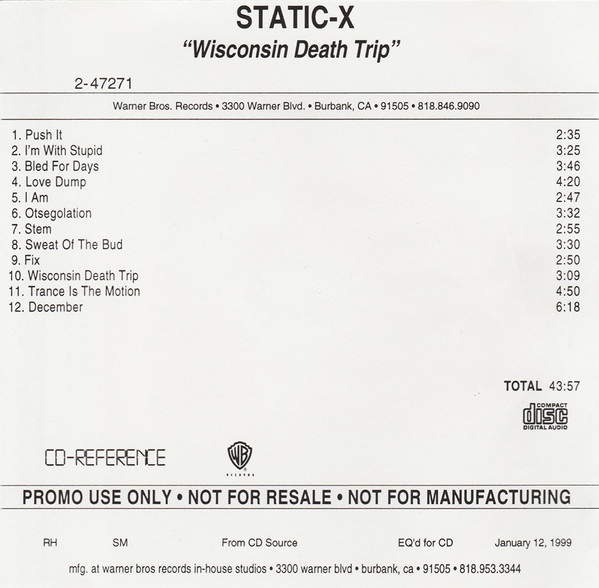 STATIC-X
“Wisconsin Death Trip”
2-47271
Warner Bros. Records • 3300 Warner Blvd. • Burbank, CA • 91505 • 818.846.9090
1. Push It 2:35
2. I'm With Stupid 3:25
3. Bled For Days 3:46
4. Love Dump 4:20
5. I Am 2:47
6. Otsegolation 3:32
7. Stem 2:55
8. Sweat Of The Bud 3:30
9. Fix 2:50
10. Wisconsin Death Trip 3:09
11. Trance Is The Motion 4:50
12. December 6:18
TOTAL 43:57
COMPACT
disc
DIGITAL AUDIO
CD-REFERENCE
WB
RECORDS
PROMO USE ONLY • NOT FOR RESALE • NOT FOR MANUFACTURING
RH SM From CD Source EQ'd for CD January 12, 1999
mfg. at warner bros records in-house studios • 3300 warner blvd • burbank, ca • 91505 • 818.953.3344